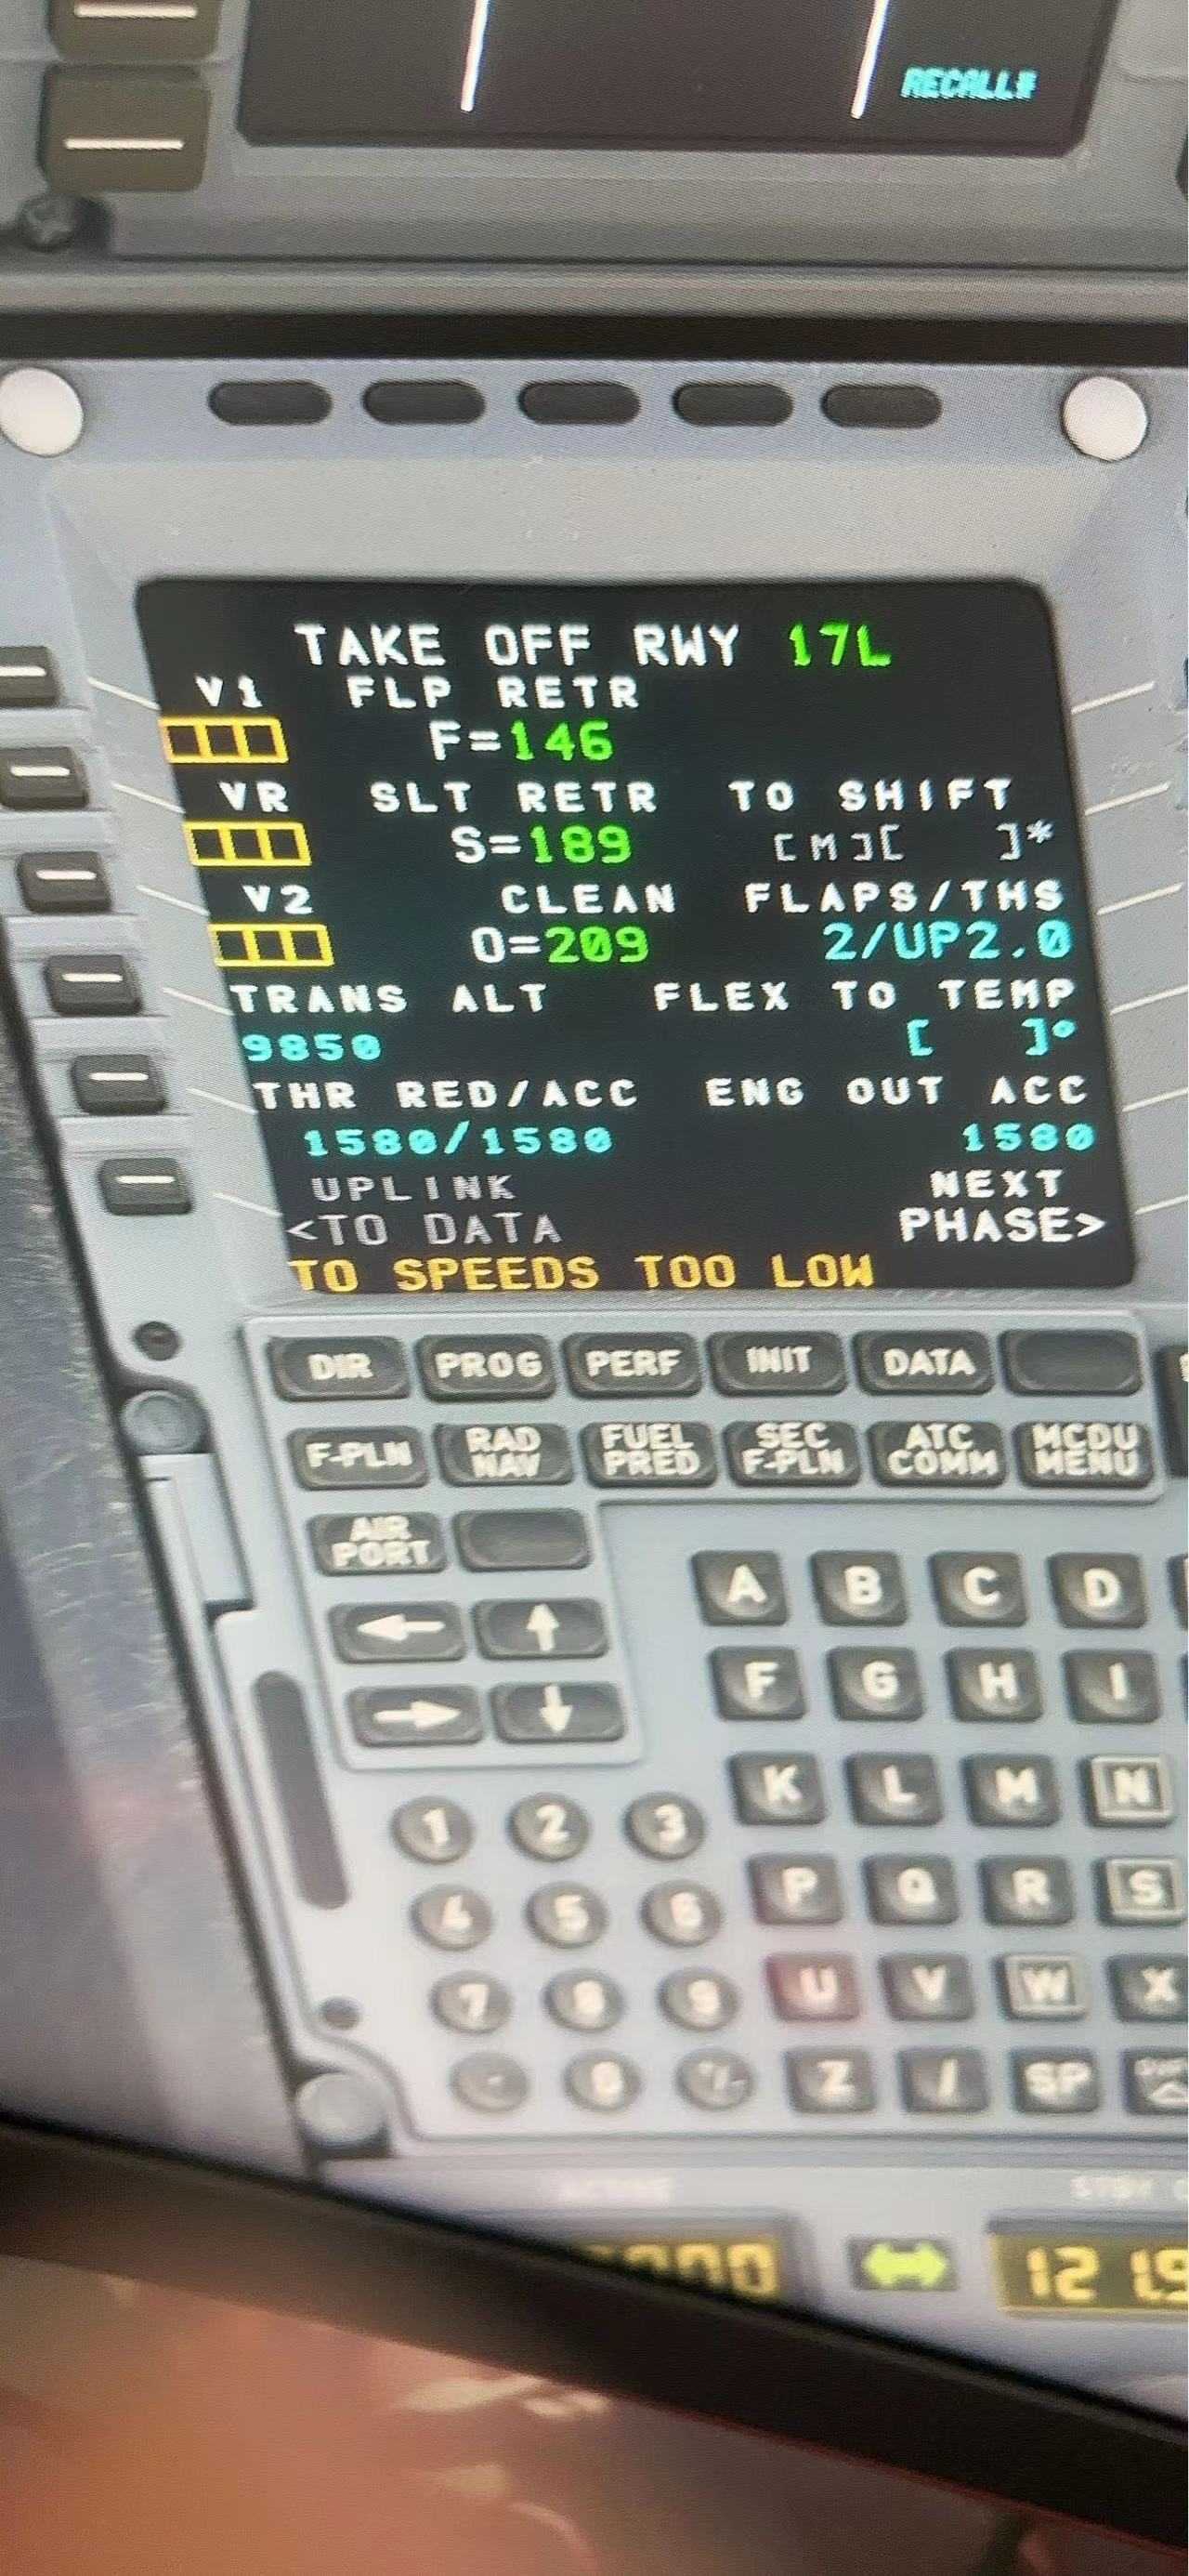 RECALL*
TAKE OFF RWY 17L
V1 FLP RETR
F=146
VR SLT RETR TO SHIFT
S=189 [M][ ]*
V2 CLEAN FLAPS/THS
O=209 2/UP2.0
TRANS ALT FLEX TO TEMP
9850 [ ]°
THR RED/ACC ENG OUT ACC
1580/1580 1580
UPLINK NEXT
<TO DATA PHASE>
TO SPEEDS TOO LOW
DIR PROG PERF INIT DATA
F-PLN RAD NAV FUEL PRED SEC F-PLN ATC COMM MCDU MENU
AIR PORT
← ↑
→ ↓
A B C D
F G H I
K L M N
1 2 3
P Q R S
4 5 6
U V W X
7 8 9
Z / SP
0